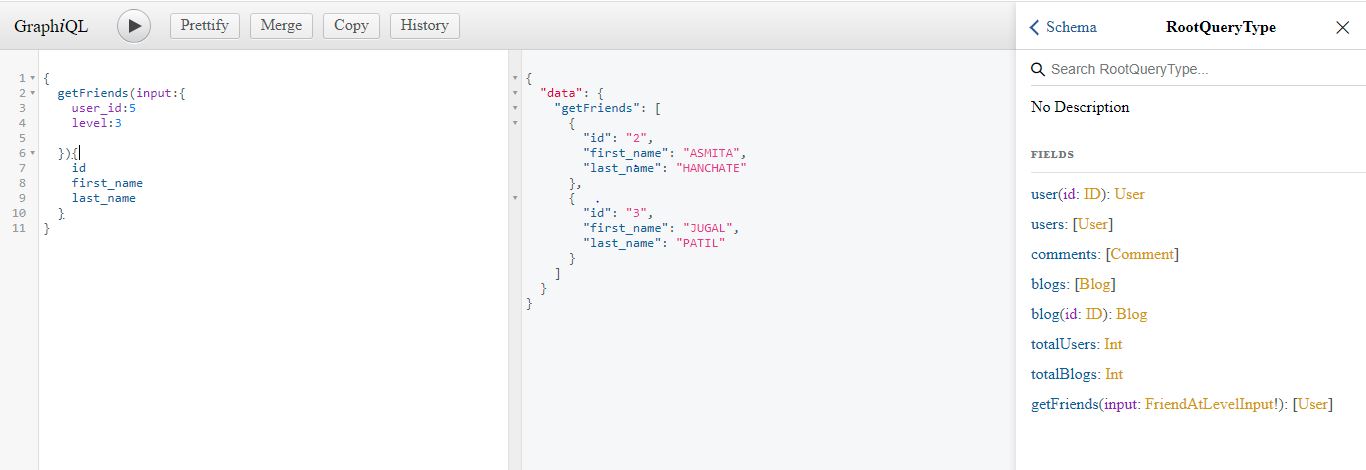 GraphiQL Prettify Merge Copy History
1 {
2 getFriends(input:{
3 user_id:5
4 level:3
5
6 }){
7 id
8 first_name
9 last_name
10 }
11 }
{
"data": {
"getFriends": [
{
"id": "2",
"first_name": "ASMITA",
"last_name": "HANCHATE"
},
{
"id": "3",
"first_name": "JUGAL",
"last_name": "PATIL"
}
]
}
}
Schema RootQueryType
Search RootQueryType...
No Description
FIELDS
user(id: ID): User
users: [User]
comments: [Comment]
blogs: [Blog]
blog(id: ID): Blog
totalUsers: Int
totalBlogs: Int
getFriends(input: FriendAtLevelInput!): [User]